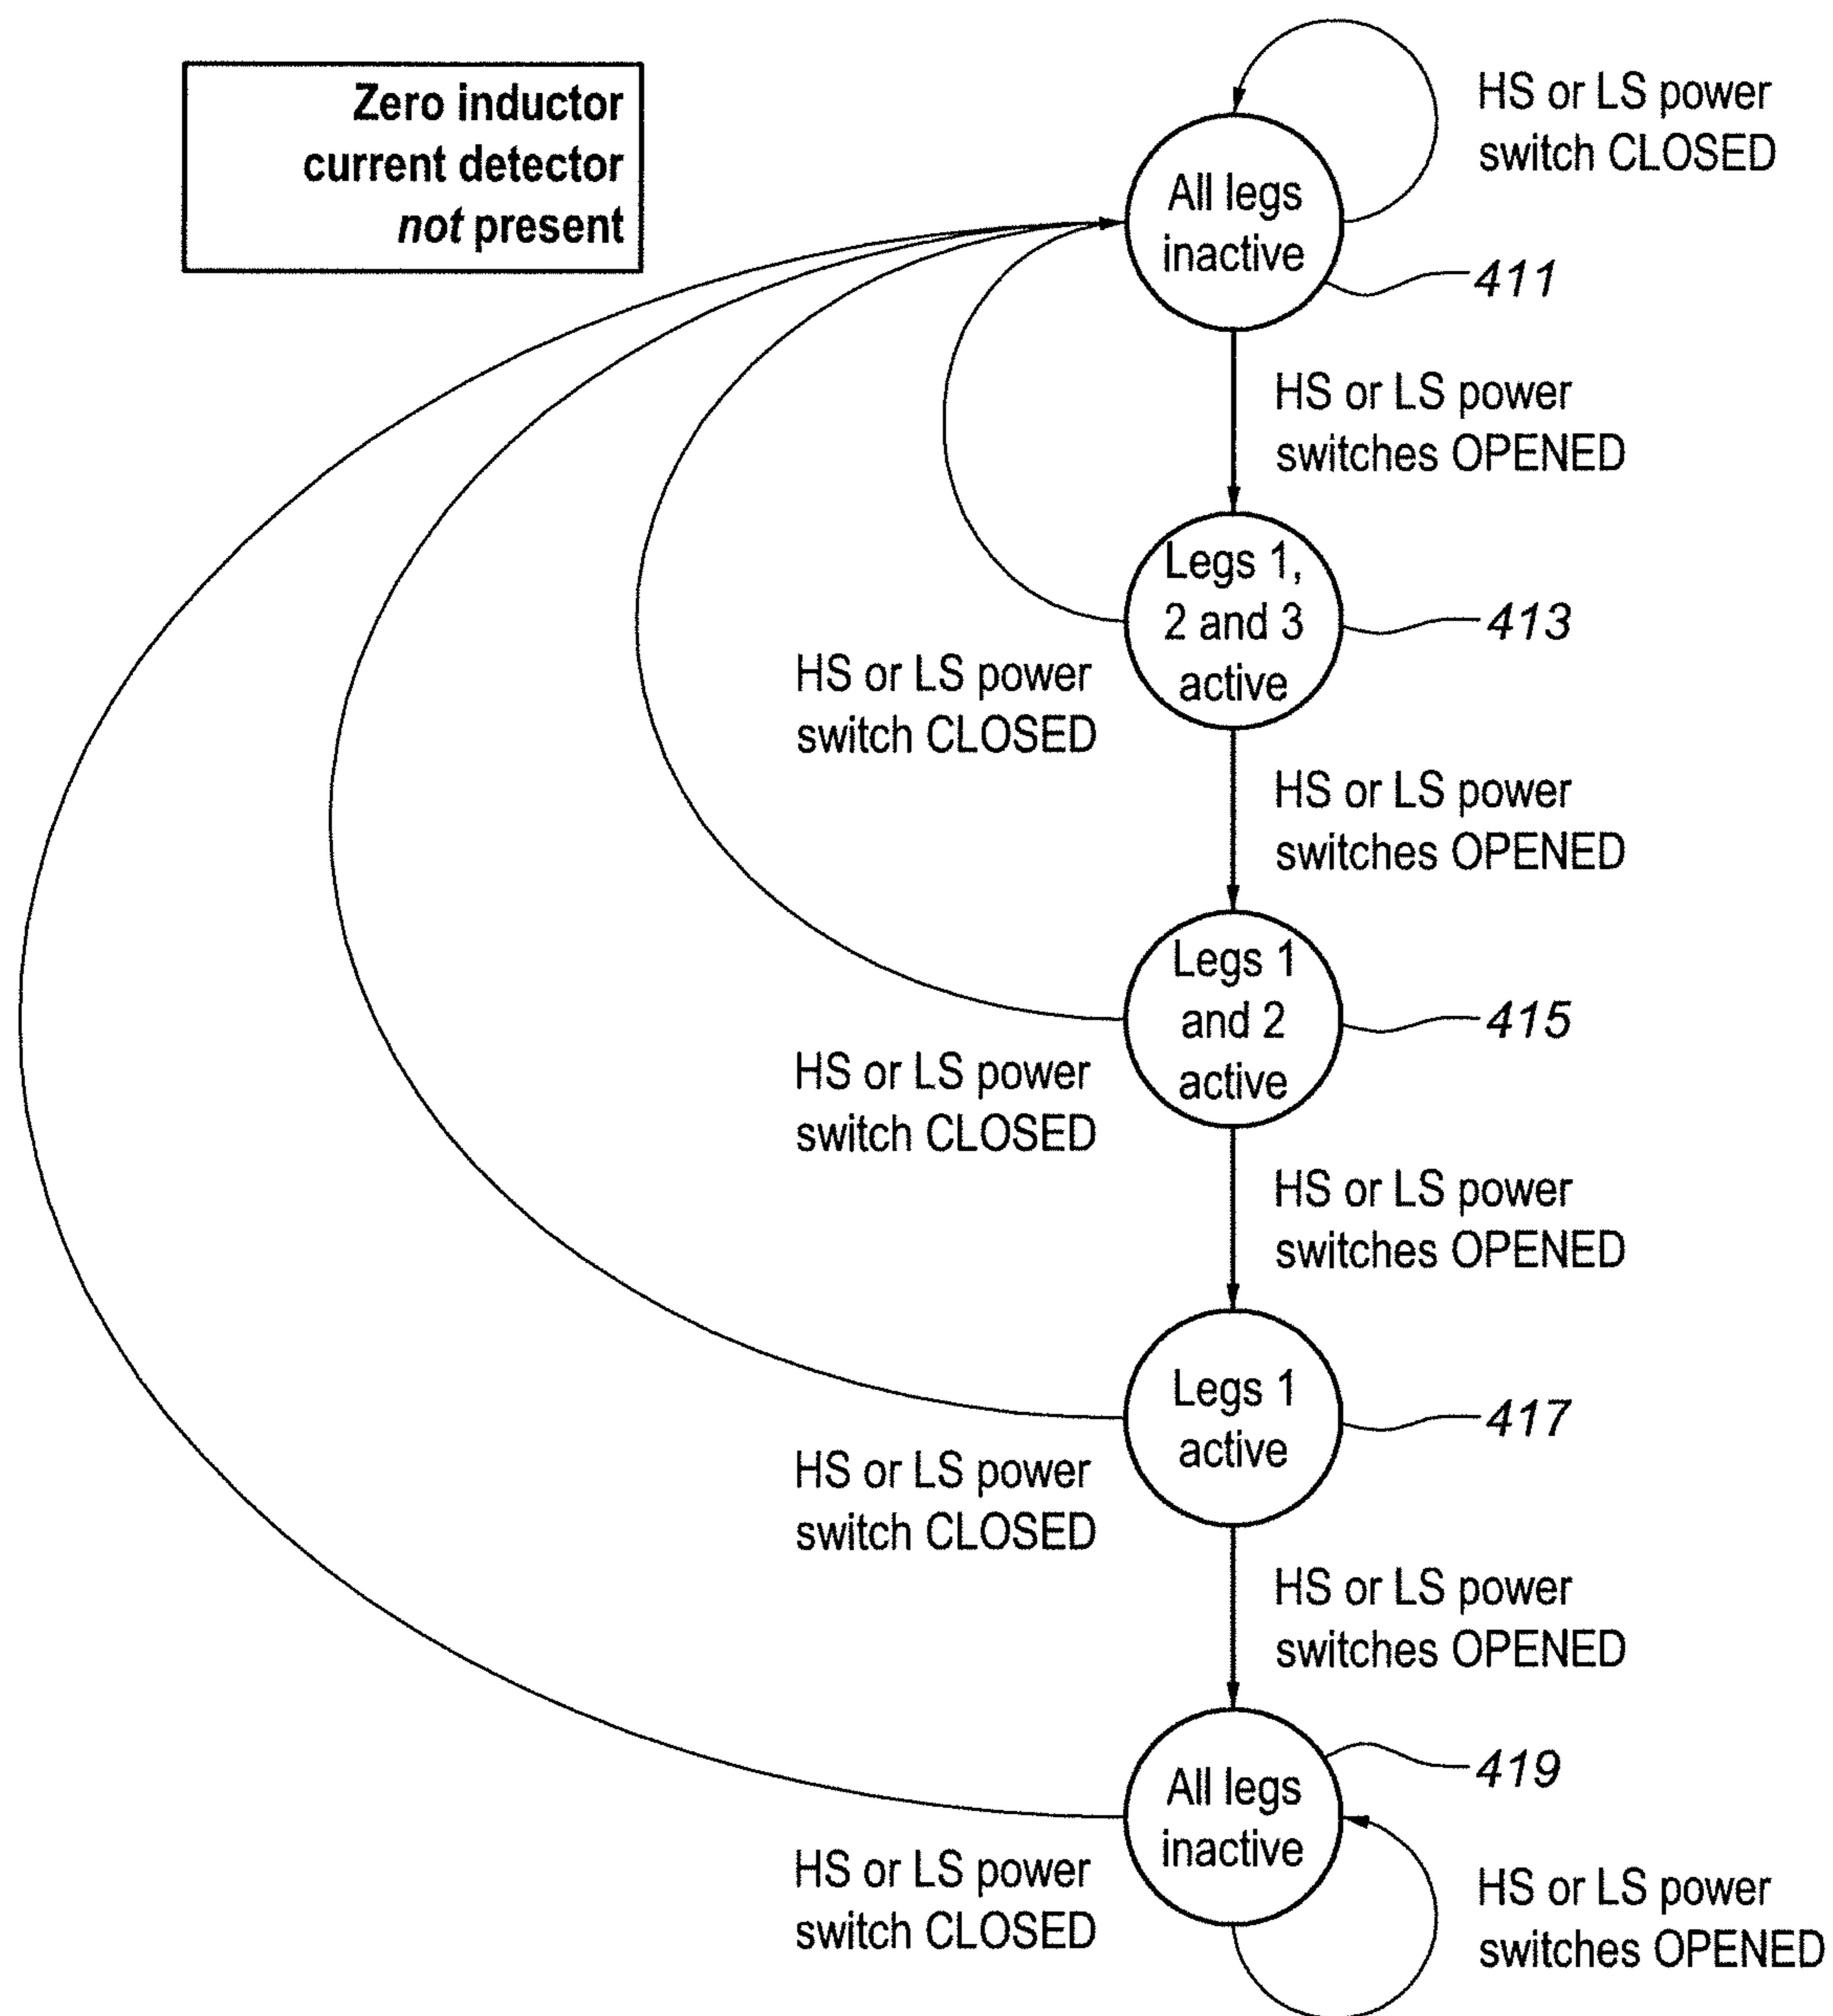 Zero inductor
current detector
not present
HS or LS power
switch CLOSED
All legs
inactive
411
HS or LS power
switches OPENED
Legs 1,
2 and 3
active
413
HS or LS power
switch CLOSED
HS or LS power
switches OPENED
Legs 1
and 2
active
415
HS or LS power
switch CLOSED
HS or LS power
switches OPENED
Legs 1
active
417
HS or LS power
switch CLOSED
HS or LS power
switches OPENED
All legs
inactive
419
HS or LS power
switch CLOSED
HS or LS power
switches OPENED